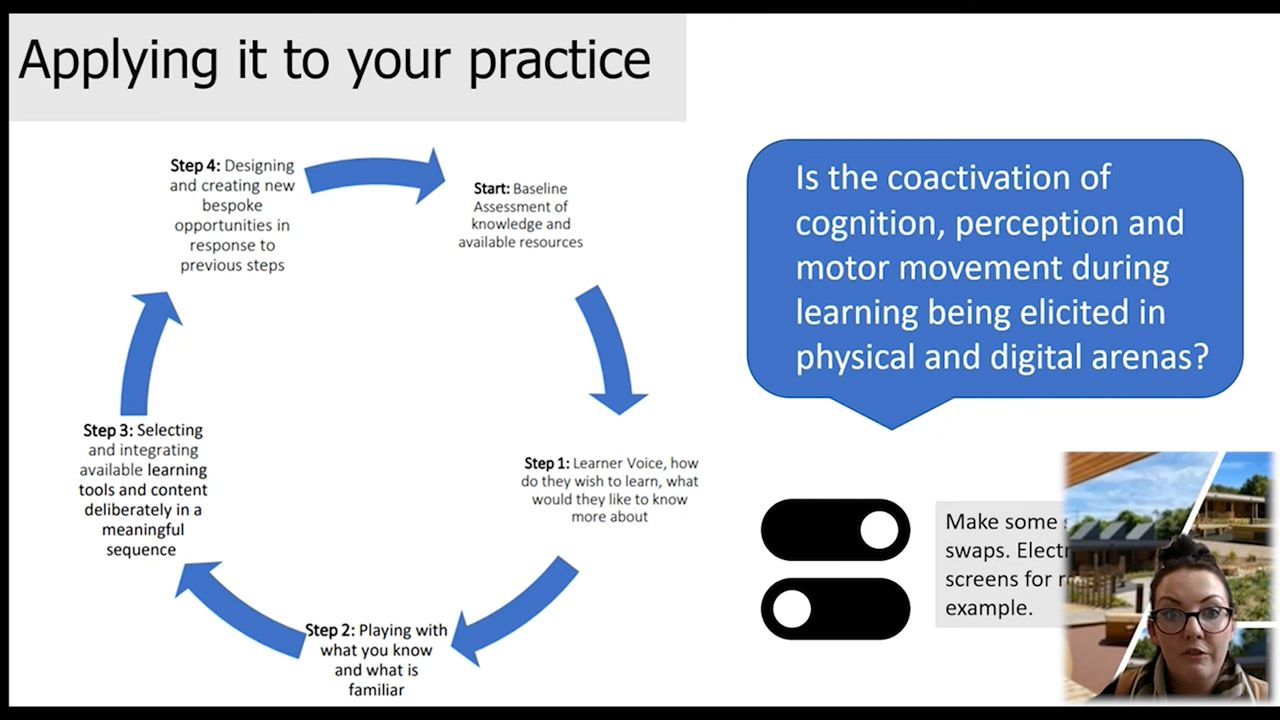 Applying it to your practice
Step 4: Designing
and creating new
bespoke
opportunities in
response to
previous steps
Start: Baseline
Assessment of
knowledge and
available resources
Step 1: Learner Voice, how
do they wish to learn, what
would they like to know
more about
Step 2: Playing with
what you know
and what is
familiar
Step 3: Selecting
and integrating
available learning
tools and content
deliberately in a
meaningful
sequence
Is the coactivation of
cognition, perception and
motor movement during
learning being elicited in
physical and digital arenas?
Make some
swaps.
screens for
example.